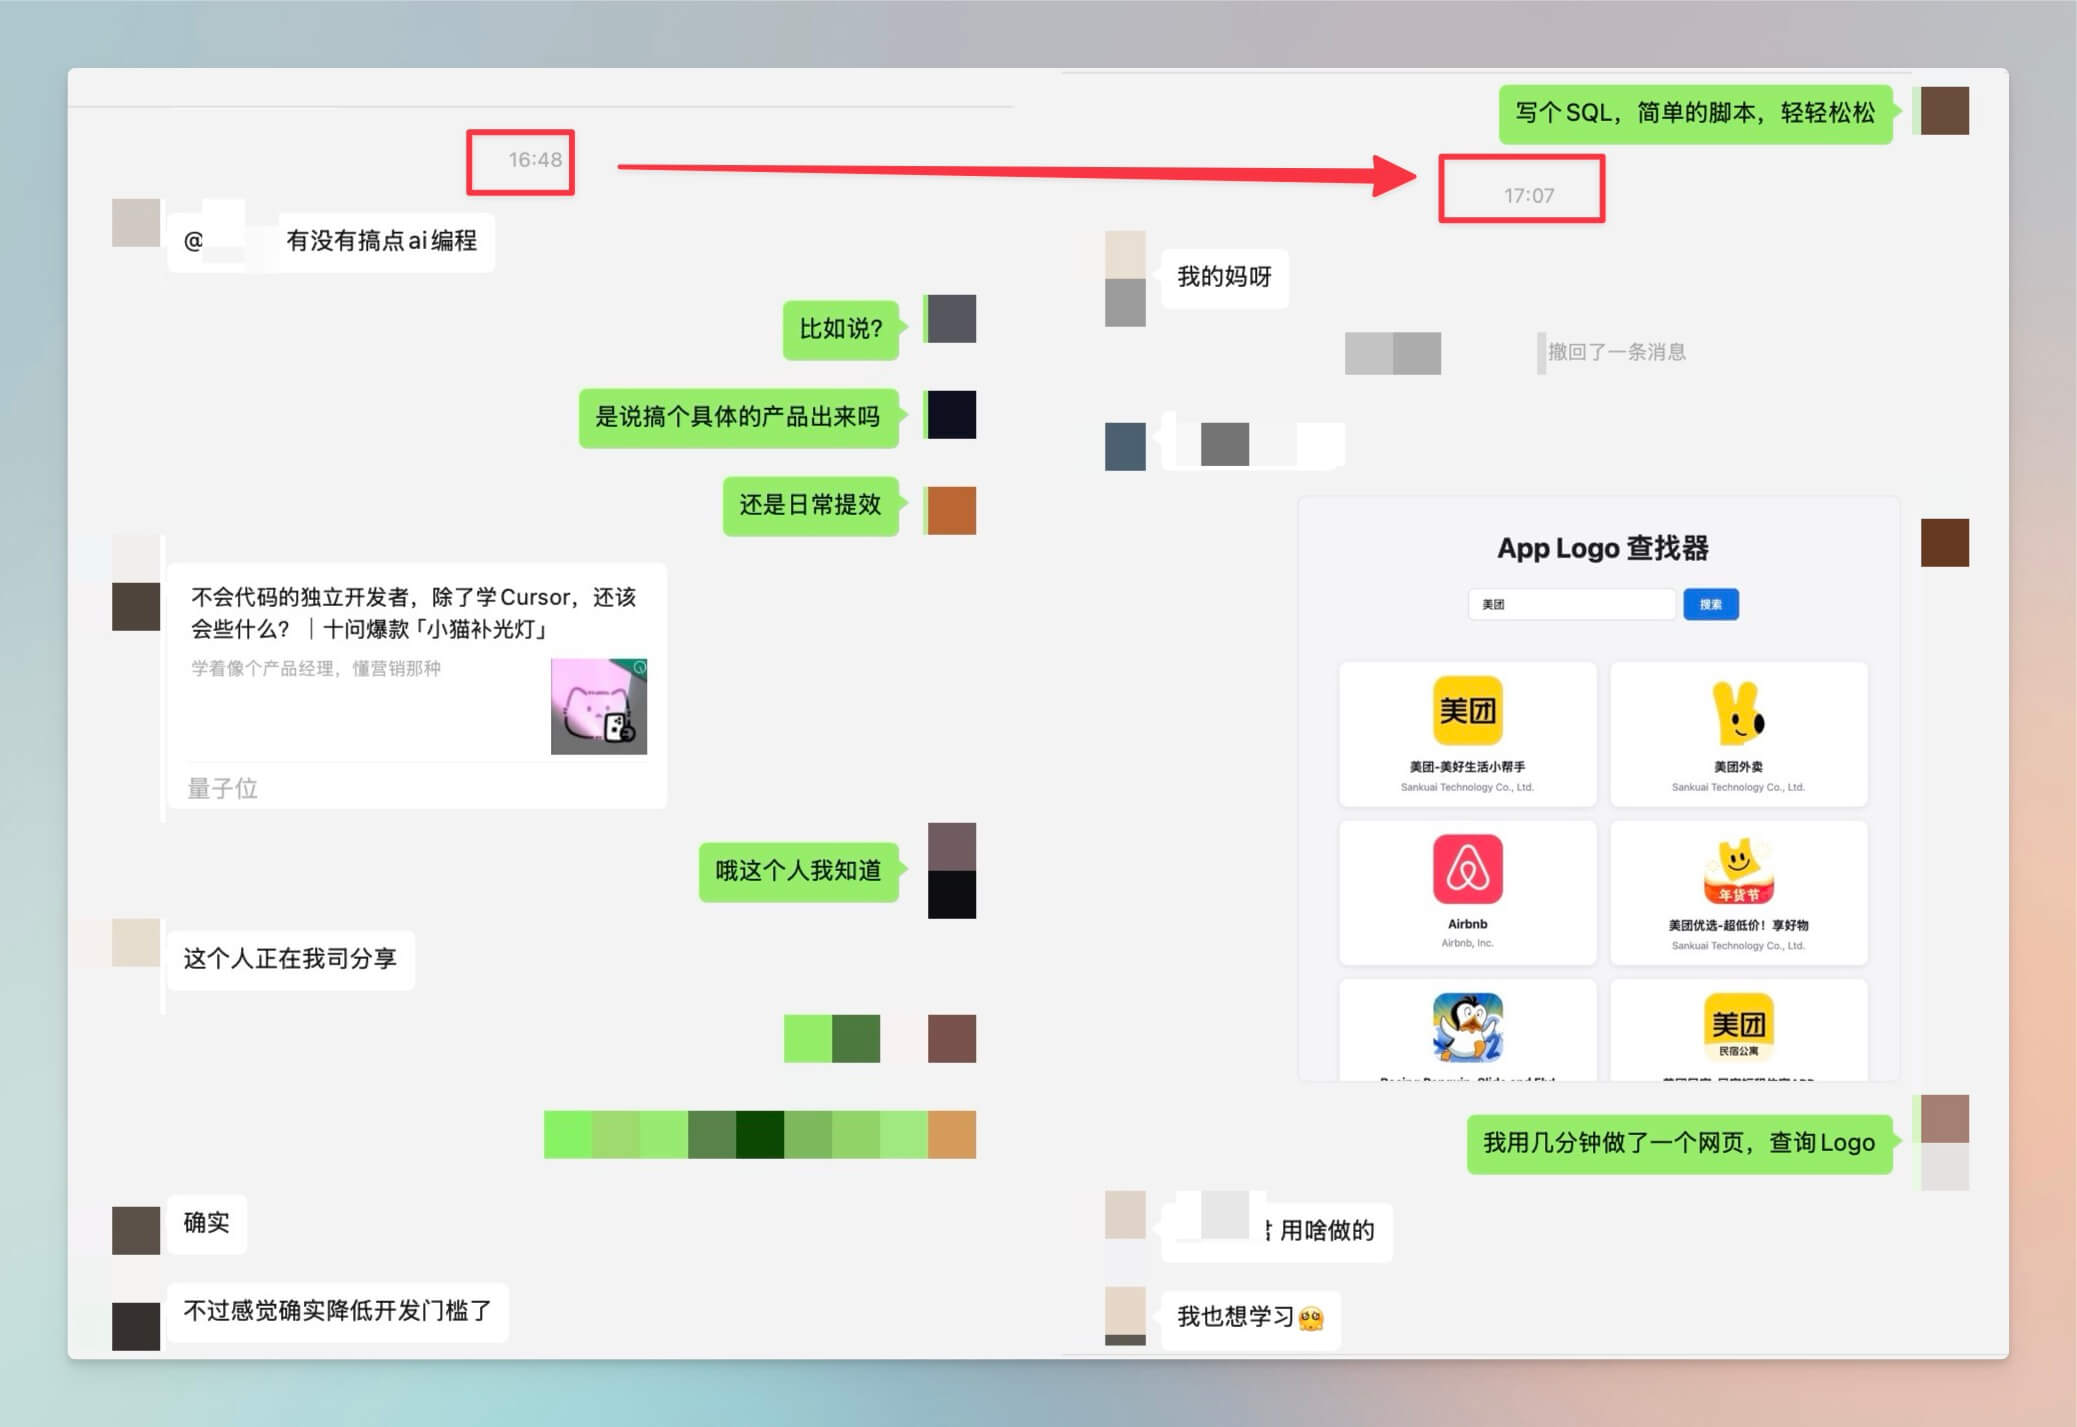 16:48
@
有没有搞点ai编程
比如说?
是说搞个具体的产品出来吗
还是日常提效
不会代码的独立开发者，除了学Cursor，还该
会些什么？｜十问爆款「小猫补光灯」
学着像个产品经理，懂营销那种
量子位
哦这个人我知道
这个人正在我司分享
确实
不过感觉确实降低开发门槛了
写个SQL，简单的脚本，轻轻松松
17:07
我的妈呀
撤回了一条消息
App Logo 查找器
美团
搜索
美团
美团-美好生活小帮手
Sankuai Technology Co., Ltd.
美团外卖
Sankuai Technology Co., Ltd.
Airbnb
Airbnb, Inc.
年货节
美团优选-超低价！享好物
Sankuai Technology Co., Ltd.
2
美团
民宿公寓
我用几分钟做了一个网页，查询Logo
用啥做的
我也想学习🥺